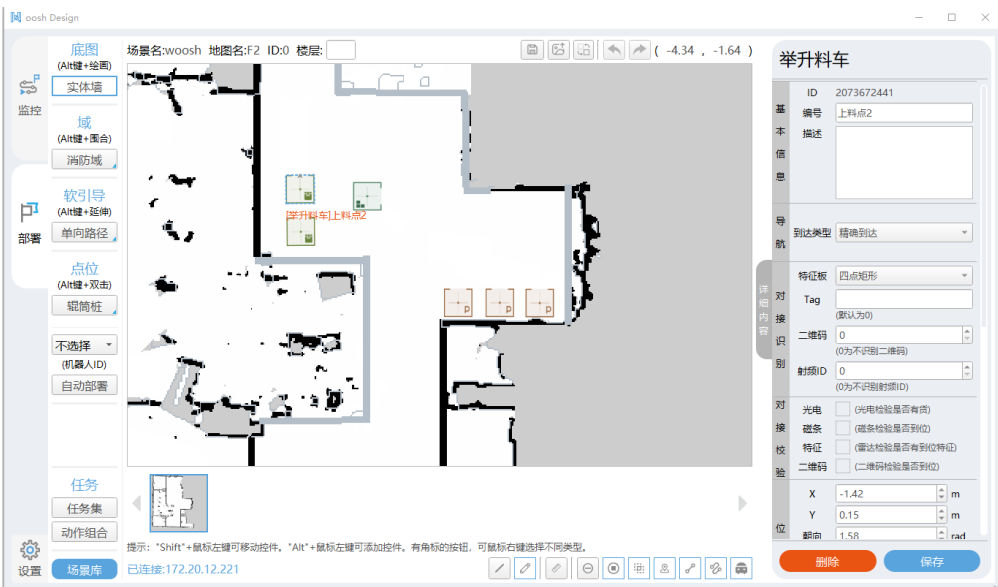 oosh Design
底图
(Alt键+绘画)
实体墙
域
(Alt键+围合)
消防域
软引导
(Alt键+延伸)
单向路径
点位
(Alt键+双击)
辊筒桩
不选择
(机器人ID)
自动部署
任务
任务集
动作组合
场景库
监控
部署
设置
场景名:woosh 地图名:F2 ID:0 楼层:
( -4.34 , -1.64 )
[举升料车]上料点2
P
P
P
提示: "Shift"+鼠标左键可移动控件。"Alt"+鼠标左键可添加控件。有角标的按钮，可鼠标右键选择不同类型。
已连接:172.20.12.221
详细内容
举升料车
基本信息
ID 2073672441
编号 上料点2
描述
导航
到达类型 精确到达
对接识别
特征板 四点矩形
Tag
(默认为0)
二维码 0
(0为不识别二维码)
射频ID 0
(0为不识别射频ID)
对接校验
光电 (光电检验是否有货)
磁条 (磁条检验是否到位)
特征 (雷达检验是否有到位特征)
二维码 (二维码检验是否到位)
位
X -1.42 m
Y 0.15 m
朝向 1.58 rad
删除
保存